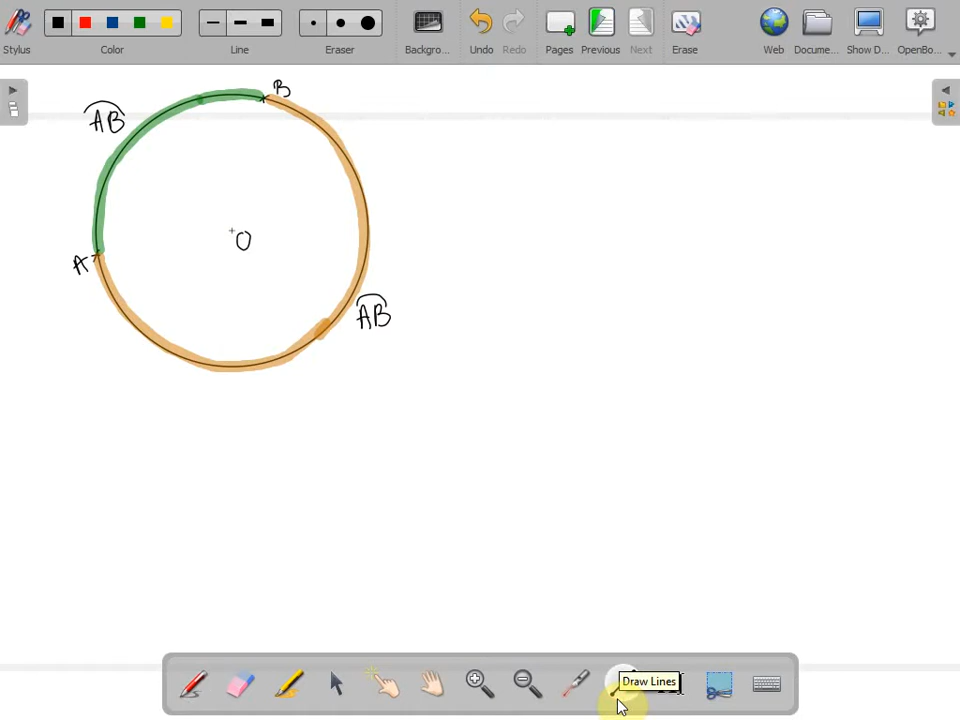 Stylus
Color
Line
Eraser
Backgro...
Undo
Redo
Pages
Previous
Next
Erase
Web
Docume...
Show D...
OpenBo...
B
AB
O
A
AB
Draw Lines